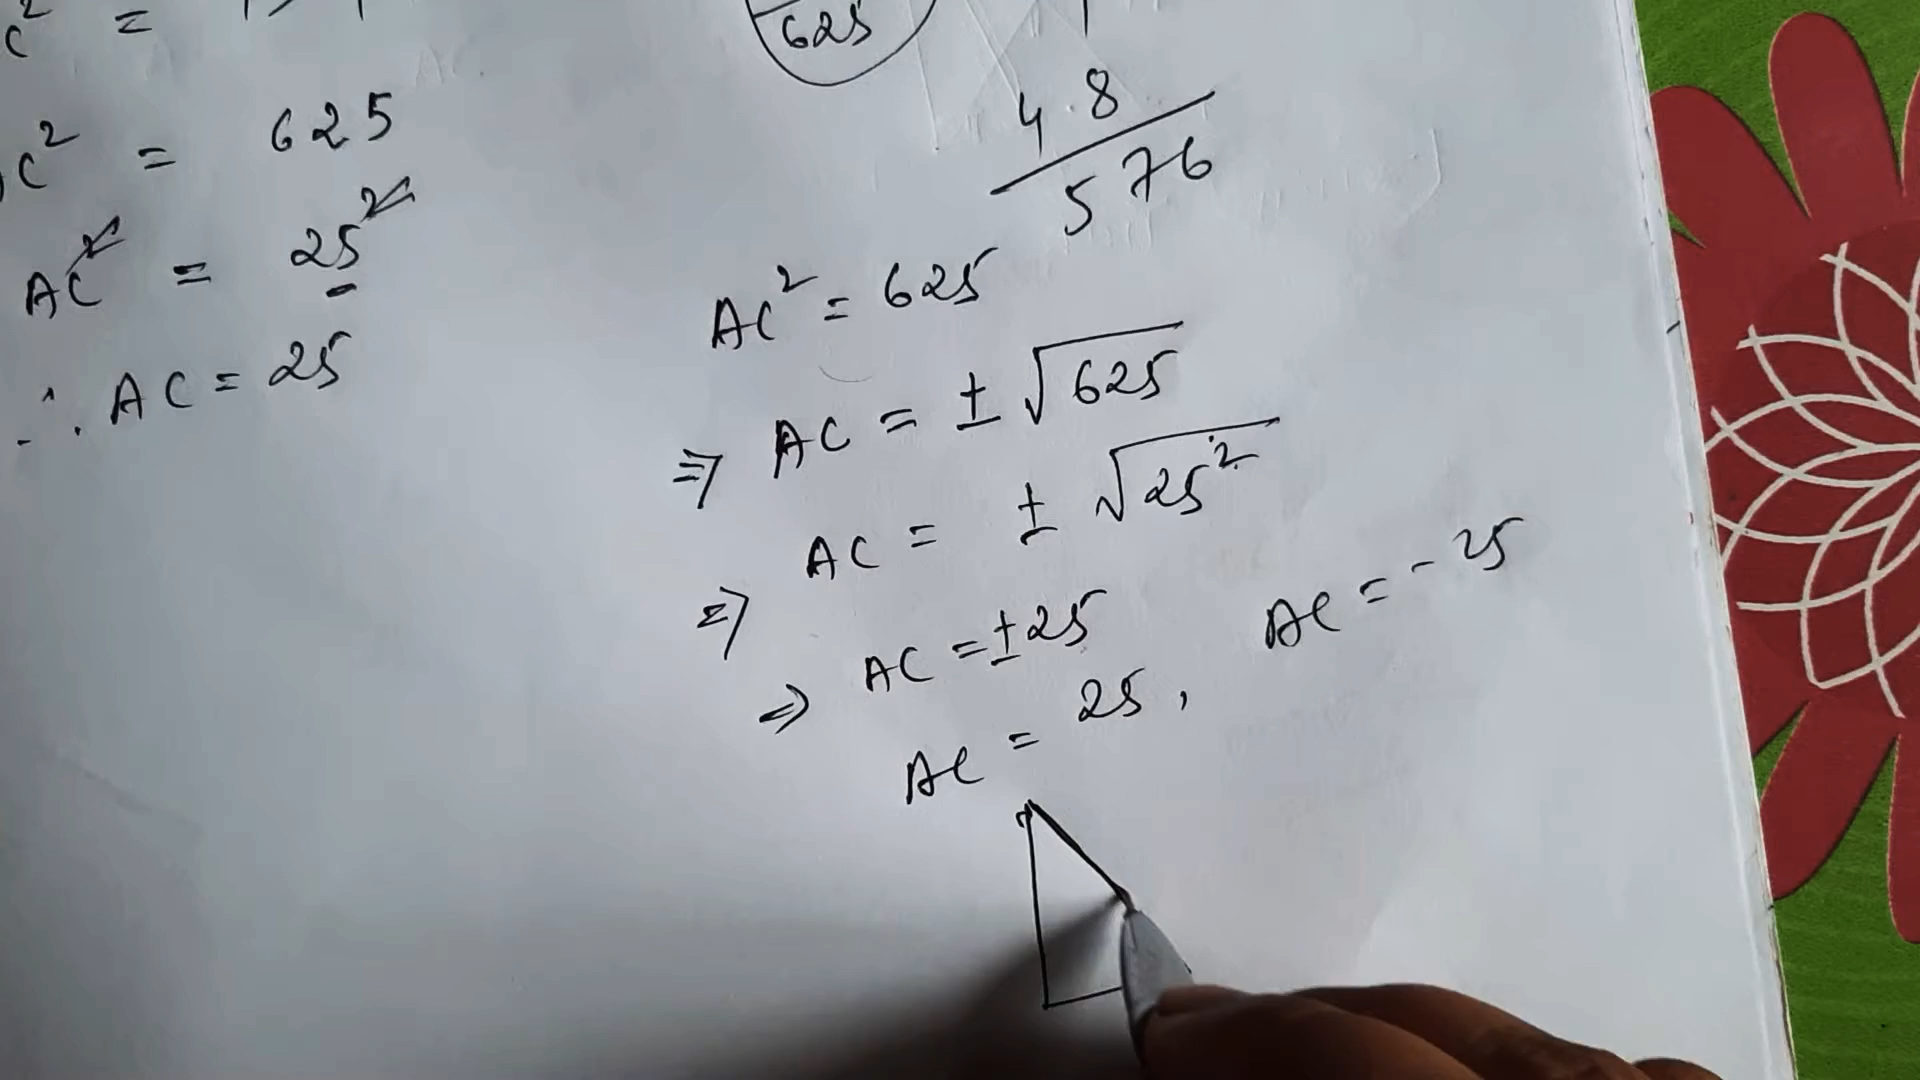 C² =
625
C² = 625
AC² = 25²
∴ AC = 25
4 8
576
AC² = 625
⇒ AC = ± √625
⇒ AC = ± √25²
⇒ AC = ±25
AC = 25, AC = - 25